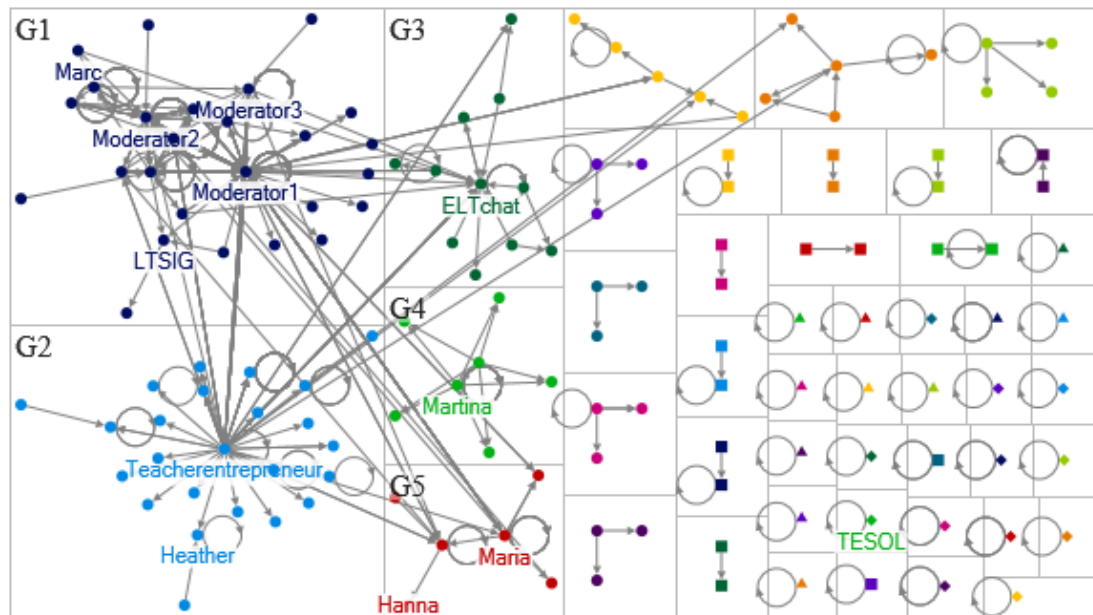 G1
G3
Marc
Moderator3
Moderator2
Moderator1
ELTchat
LTSIG
G4
G2
Martina
Teacherentrepreneur
G5
Heather
Maria
TESOL
Hanna